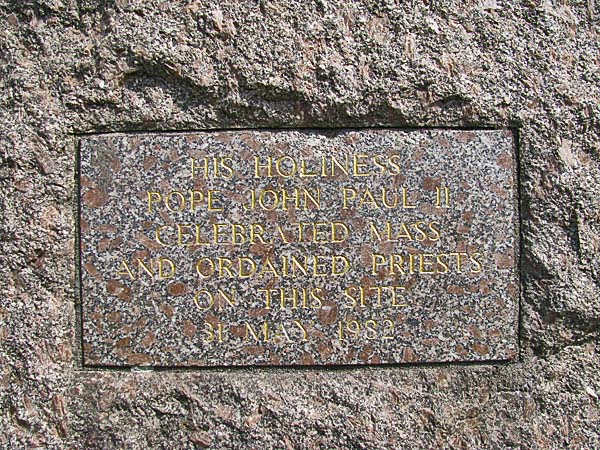 HIS HOLINESS
POPE JOHN PAUL II
CELEBRATED MASS
AND ORDAINED PRIESTS
ON THIS SITE
31 MAY 1982